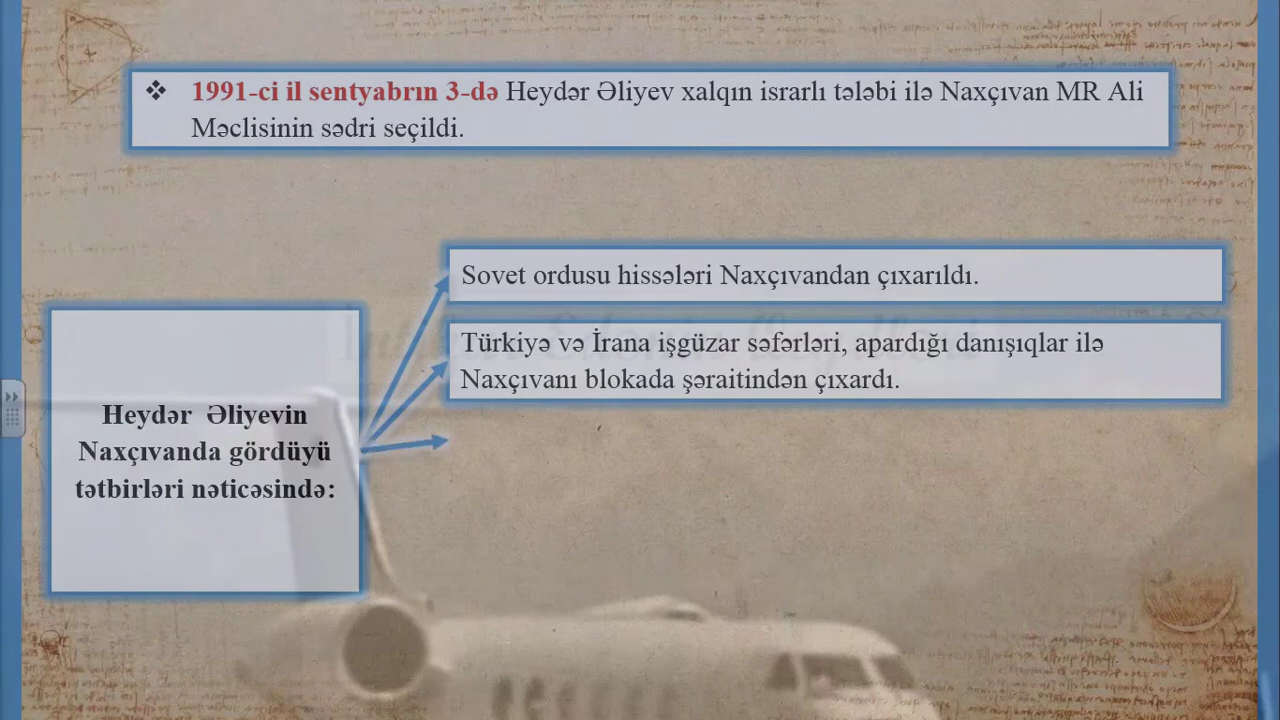 ❖ 1991-ci il sentyabrın 3-də Heydər Əliyev xalqın israrlı tələbi ilə Naxçıvan MR Ali
Məclisinin sədri seçildi.
Sovet ordusu hissələri Naxçıvandan çıxarıldı.
Türkiyə və İrana işgüzar səfərləri, apardığı danışıqlar ilə
Naxçıvanı blokada şəraitindən çıxardı.
Heydər Əliyevin
Naxçıvanda gördüyü
tətbirləri nəticəsində: